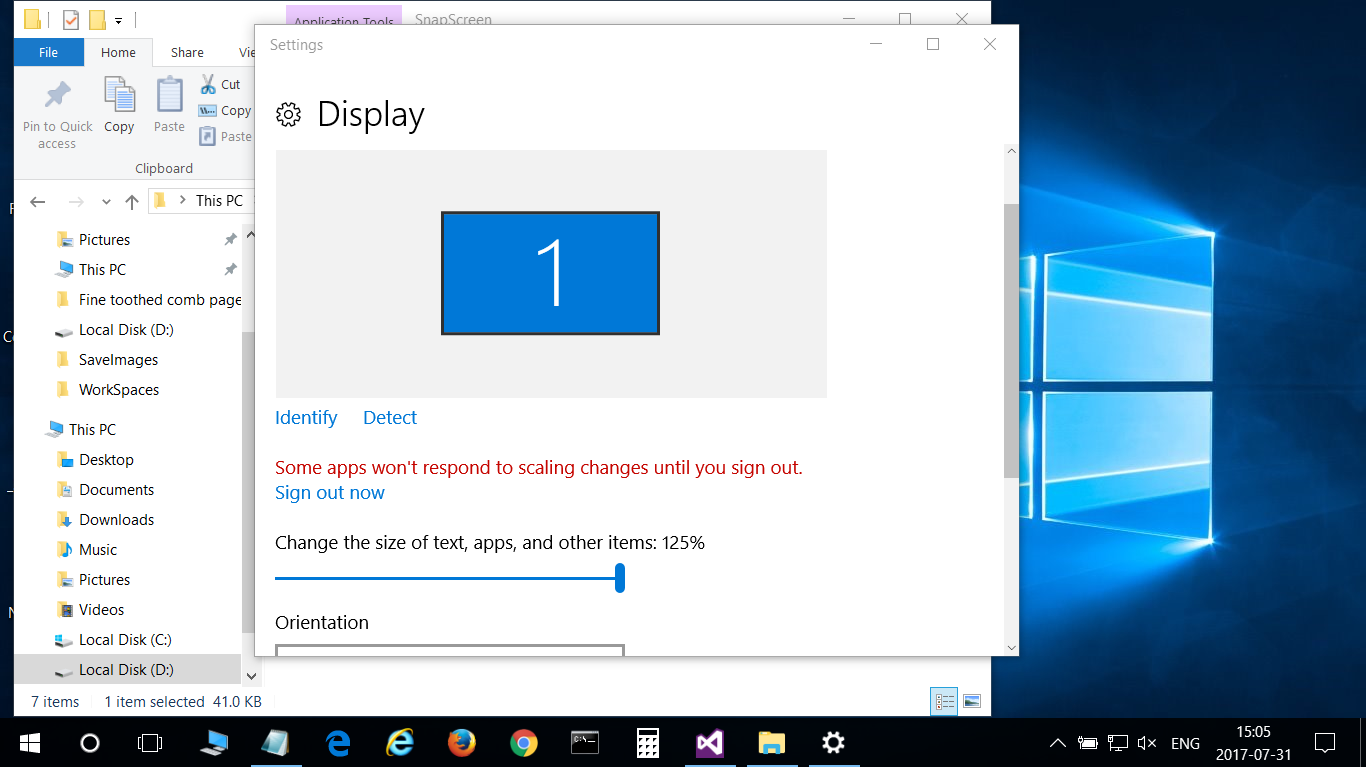 Application Tools
SnapScreen
File
Home
Share
Settings
Pin to Quick
access
Copy
Paste
Cut
Copy
Paste
Clipboard
This PC
Pictures
This PC
Fine toothed comb page
Local Disk (D:)
SaveImages
WorkSpaces
This PC
Desktop
Documents
Downloads
Music
Pictures
Videos
Local Disk (C:)
Local Disk (D:)
7 items
1 item selected 41.0 KB
Display
1
Identify
Detect
Some apps won't respond to scaling changes until you sign out.
Sign out now
Change the size of text, apps, and other items: 125%
Orientation
ENG
15:05
2017-07-31